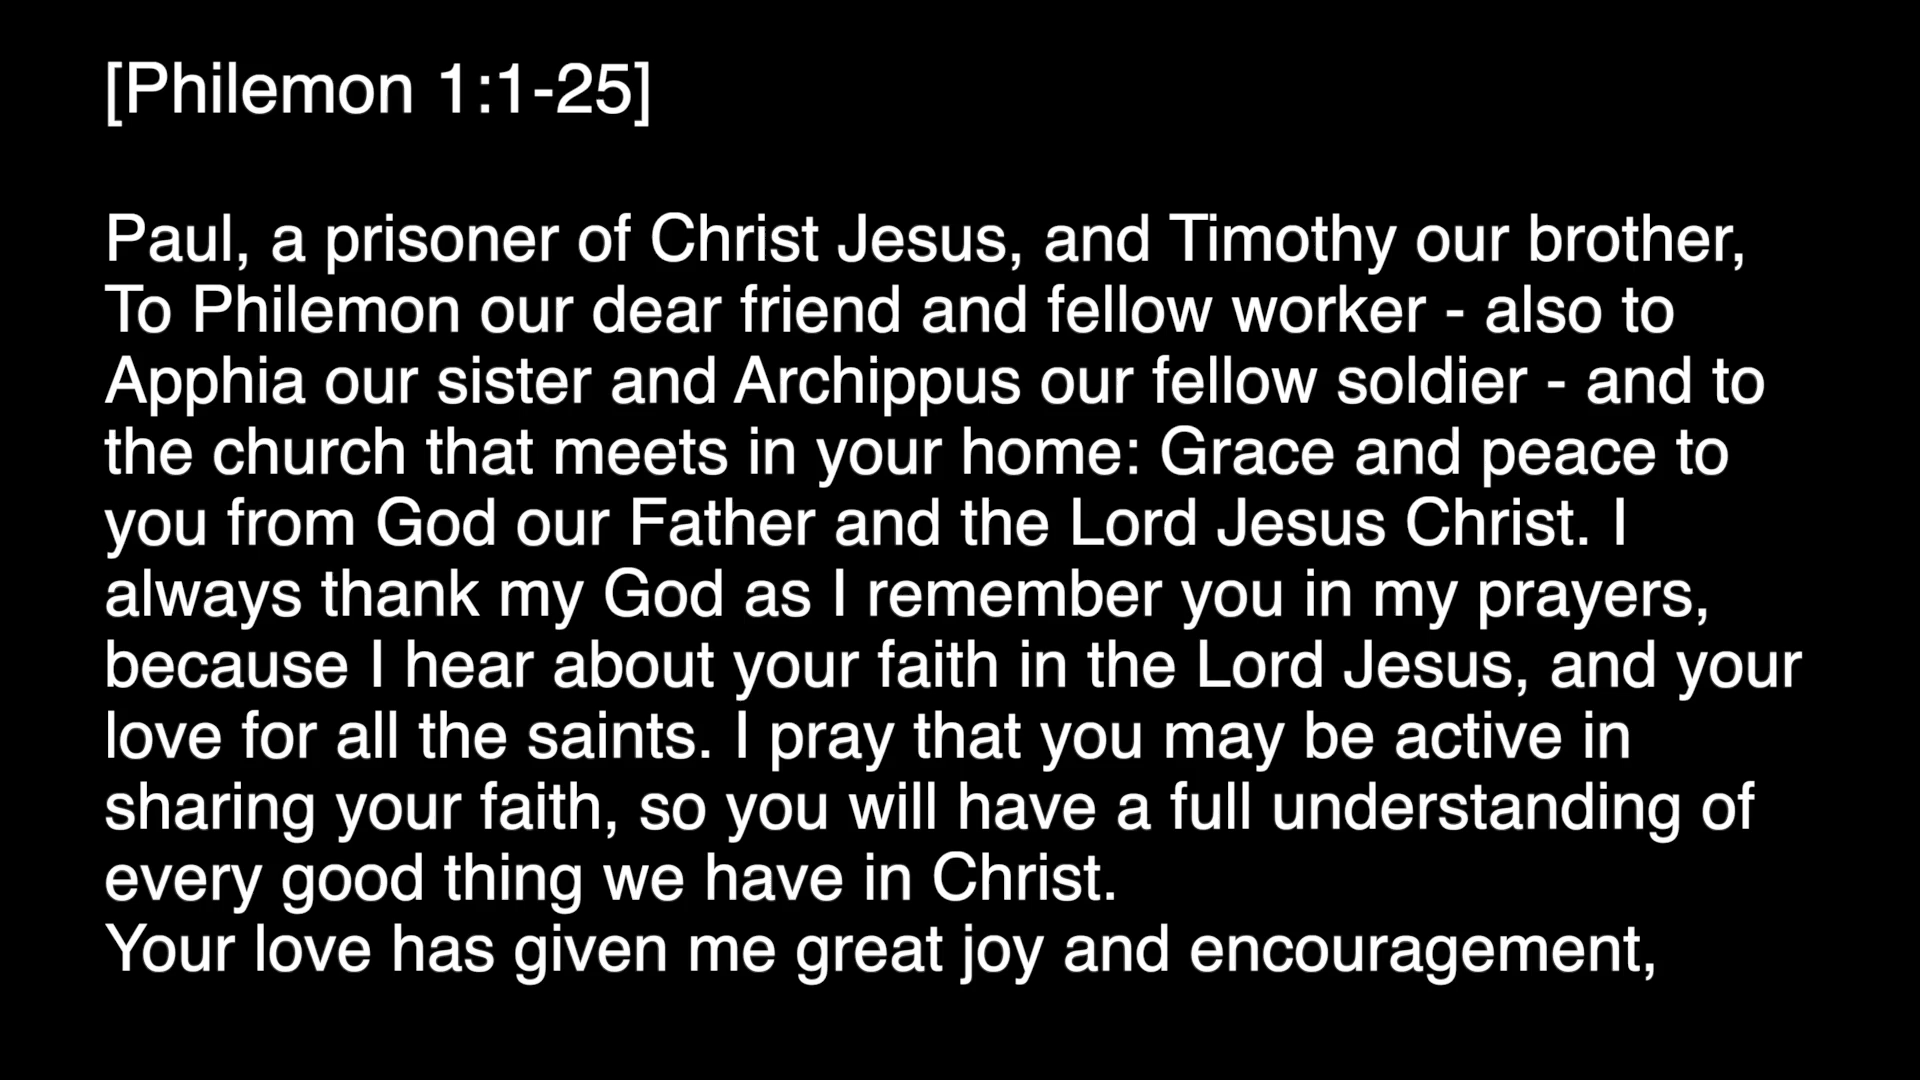 [Philemon 1:1-25]
Paul, a prisoner of Christ Jesus, and Timothy our brother,
To Philemon our dear friend and fellow worker - also to
Apphia our sister and Archippus our fellow soldier - and to
the church that meets in your home: Grace and peace to
you from God our Father and the Lord Jesus Christ. I
always thank my God as I remember you in my prayers,
because I hear about your faith in the Lord Jesus, and your
love for all the saints. I pray that you may be active in
sharing your faith, so you will have a full understanding of
every good thing we have in Christ.
Your love has given me great joy and encouragement,